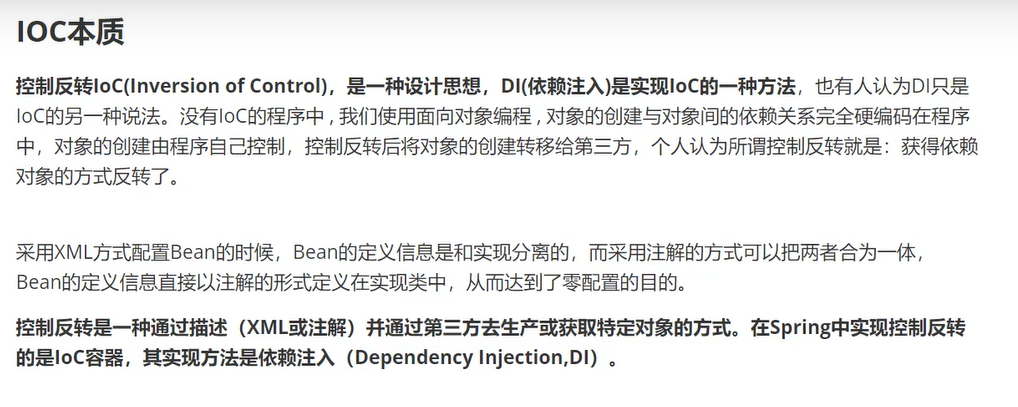 IOC本质
控制反转IoC(Inversion of Control)，是一种设计思想，DI(依赖注入)是实现IoC的一种方法，也有人认为DI只是
IoC的另一种说法。没有IoC的程序中 , 我们使用面向对象编程 , 对象的创建与对象间的依赖关系完全硬编码在程序
中，对象的创建由程序自己控制，控制反转后将对象的创建转移给第三方，个人认为所谓控制反转就是：获得依赖
对象的方式反转了。
采用XML方式配置Bean的时候，Bean的定义信息是和实现分离的，而采用注解的方式可以把两者合为一体，
Bean的定义信息直接以注解的形式定义在实现类中，从而达到了零配置的目的。
控制反转是一种通过描述（XML或注解）并通过第三方去生产或获取特定对象的方式。在Spring中实现控制反转
的是IoC容器，其实现方法是依赖注入（Dependency Injection,DI）。